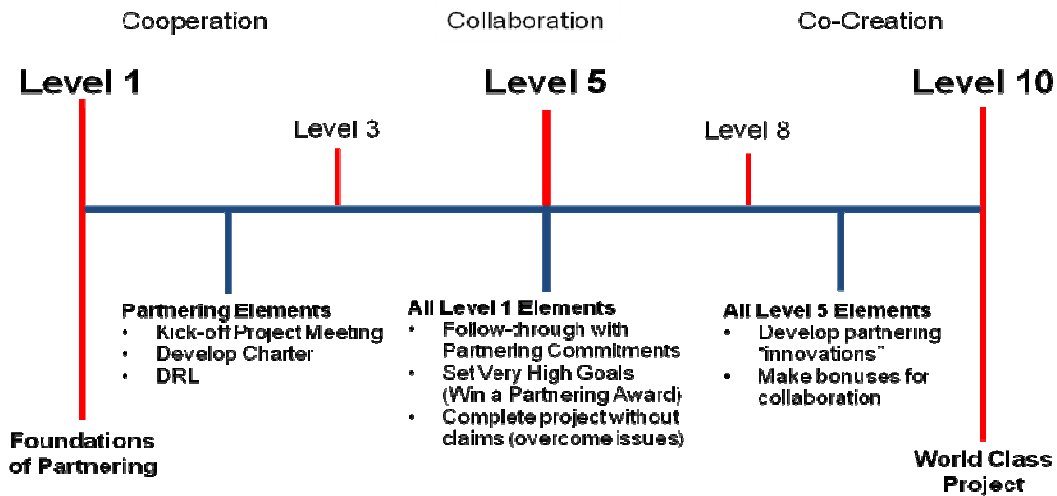 Cooperation
Collaboration
Co-Creation
Level 1
Level 5
Level 10
Level 3
Level 8
Partnering Elements
• Kick-off Project Meeting
• Develop Charter
• DRL
All Level 1 Elements
• Follow-through with
Partnering Commitments
• Set Very High Goals
(Win a Partnering Award)
• Complete project without
claims (overcome issues)
All Level 5 Elements
• Develop partnering
"innovations"
• Make bonuses for
collaboration
Foundations
of Partnering
World Class
Project